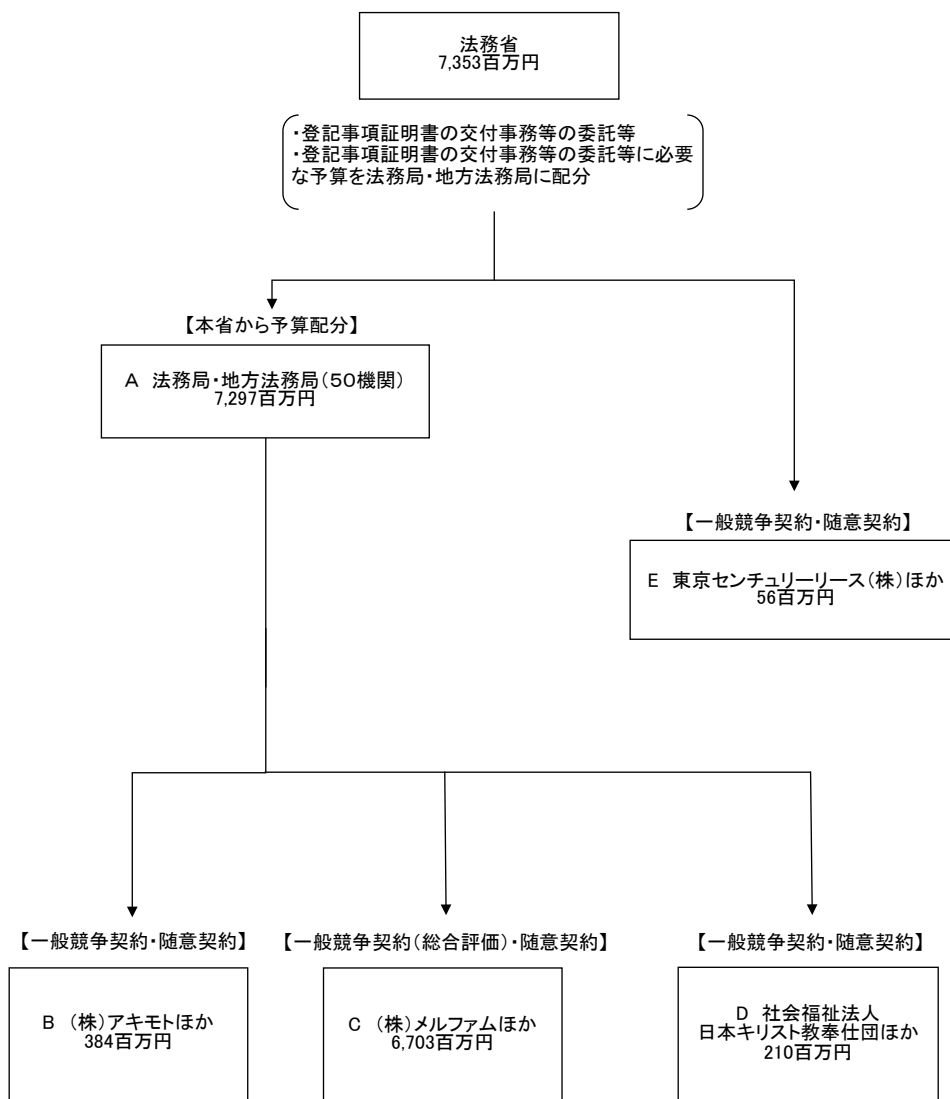 法務省
7,353百万円
・登記事項証明書の交付事務等の委託等
・登記事項証明書の交付事務等の委託等に必要
な予算を法務局・地方法務局に配分
【本省から予算配分】
A 法務局・地方法務局(50機関)
7,297百万円
【一般競争契約・随意契約】
E 東京センチュリーリース(株)ほか
56百万円
【一般競争契約・随意契約】
B (株)アキモトほか
384百万円
【一般競争契約(総合評価)・随意契約】
C (株)メルファムほか
6,703百万円
【一般競争契約・随意契約】
D 社会福祉法人
日本キリスト教奉仕団ほか
210百万円